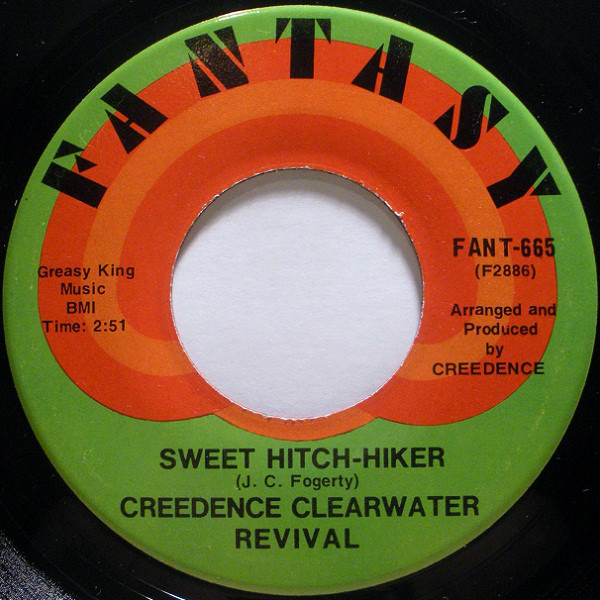 FANTASY
FANT-665
(F2886)
Greasy King
Music
BMI
Time: 2:51
Arranged and
Produced
by
CREEDENCE
SWEET HITCH-HIKER
(J. C. Fogerty)
CREEDENCE CLEARWATER
REVIVAL